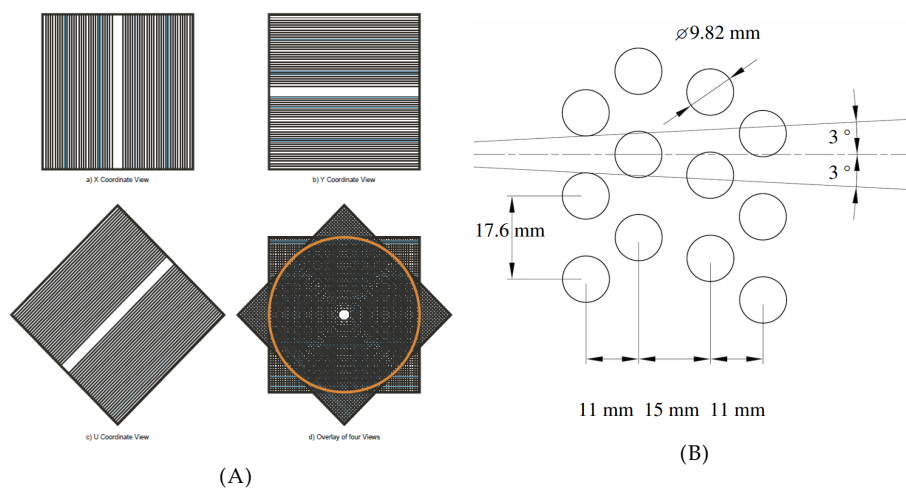 a) X Coordinate View
b) Y Coordinate View
c) U Coordinate View
d) Overlay of four Views
(A)
⌀9.82 mm
3 °
3 °
17.6 mm
11 mm 15 mm 11 mm
(B)